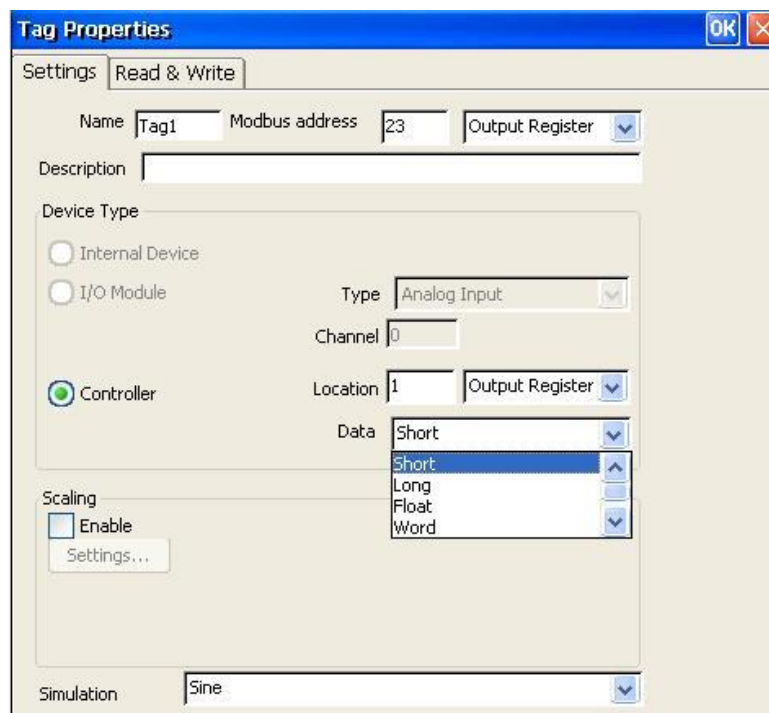 Tag Properties OK
Settings Read & Write
Name Tag1 Modbus address 23 Output Register
Description
Device Type
Internal Device
I/O Module Type Analog Input
Channel 0
Controller Location 1 Output Register
Data Short
Short
Long
Float
Word
Scaling
Enable
Settings...
Simulation Sine